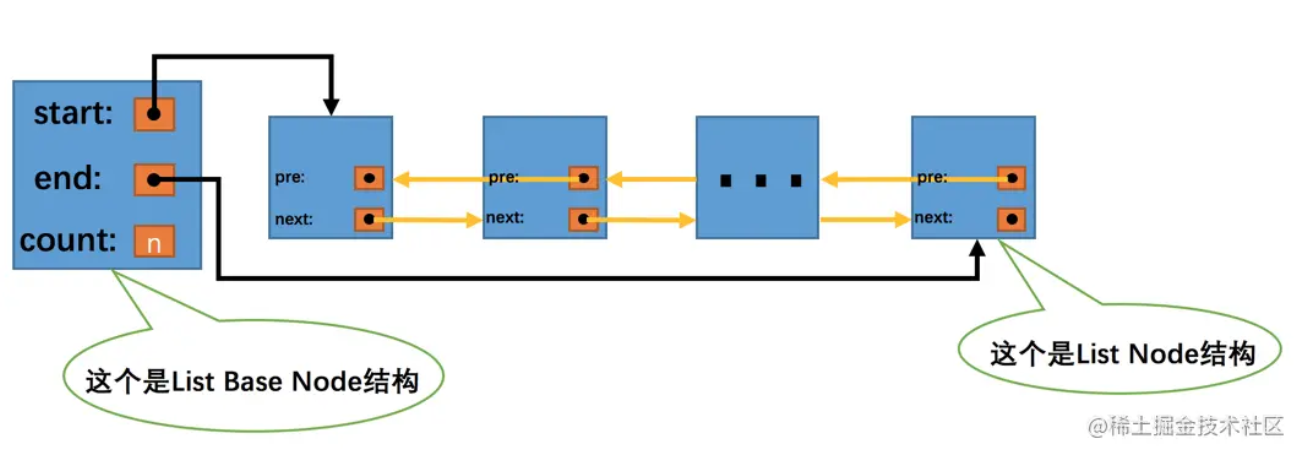 start:
end:
count: n
pre:
next:
pre:
next:
...
pre:
next:
这个是List Base Node结构
这个是List Node结构
@稀土掘金技术社区